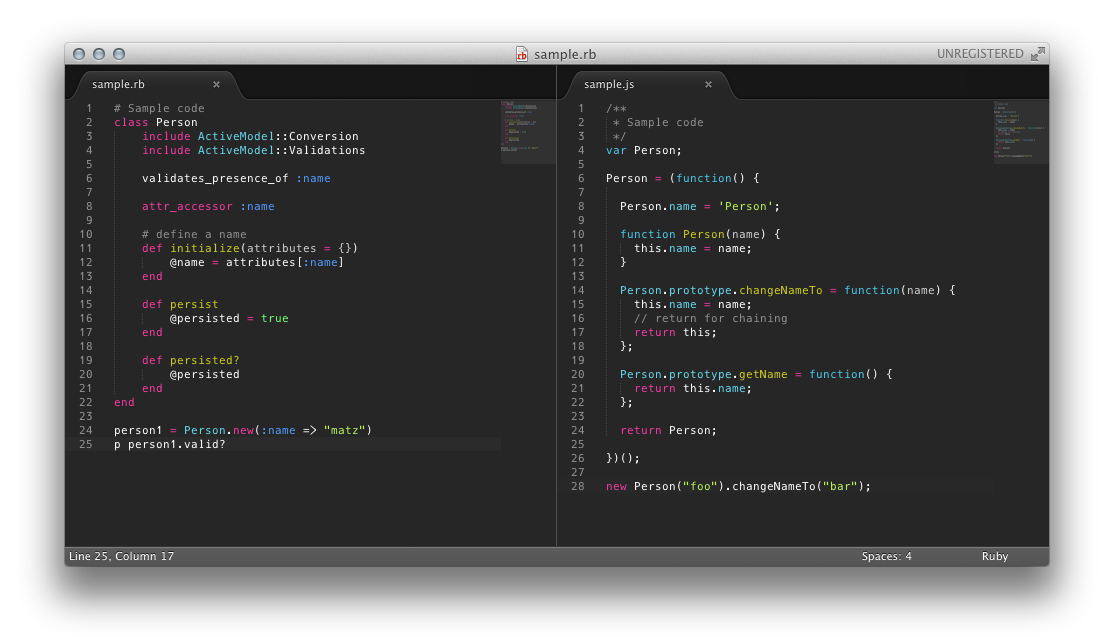 sample.rb
UNREGISTERED
sample.rb ×
1 # Sample code
2 class Person
3     include ActiveModel::Conversion
4     include ActiveModel::Validations
5
6     validates_presence_of :name
7
8     attr_accessor :name
9
10     # define a name
11     def initialize(attributes = {})
12         @name = attributes[:name]
13     end
14
15     def persist
16         @persisted = true
17     end
18
19     def persisted?
20         @persisted
21     end
22 end
23
24 person1 = Person.new(:name => "matz")
25 p person1.valid?
sample.js ×
1 /**
2  * Sample code
3  */
4 var Person;
5
6 Person = (function() {
7
8   Person.name = 'Person';
9
10   function Person(name) {
11     this.name = name;
12   }
13
14   Person.prototype.changeNameTo = function(name) {
15     this.name = name;
16     // return for chaining
17     return this;
18   };
19
20   Person.prototype.getName = function() {
21     return this.name;
22   };
23
24   return Person;
25
26 })();
27
28 new Person("foo").changeNameTo("bar");
Line 25, Column 17
Spaces: 4
Ruby